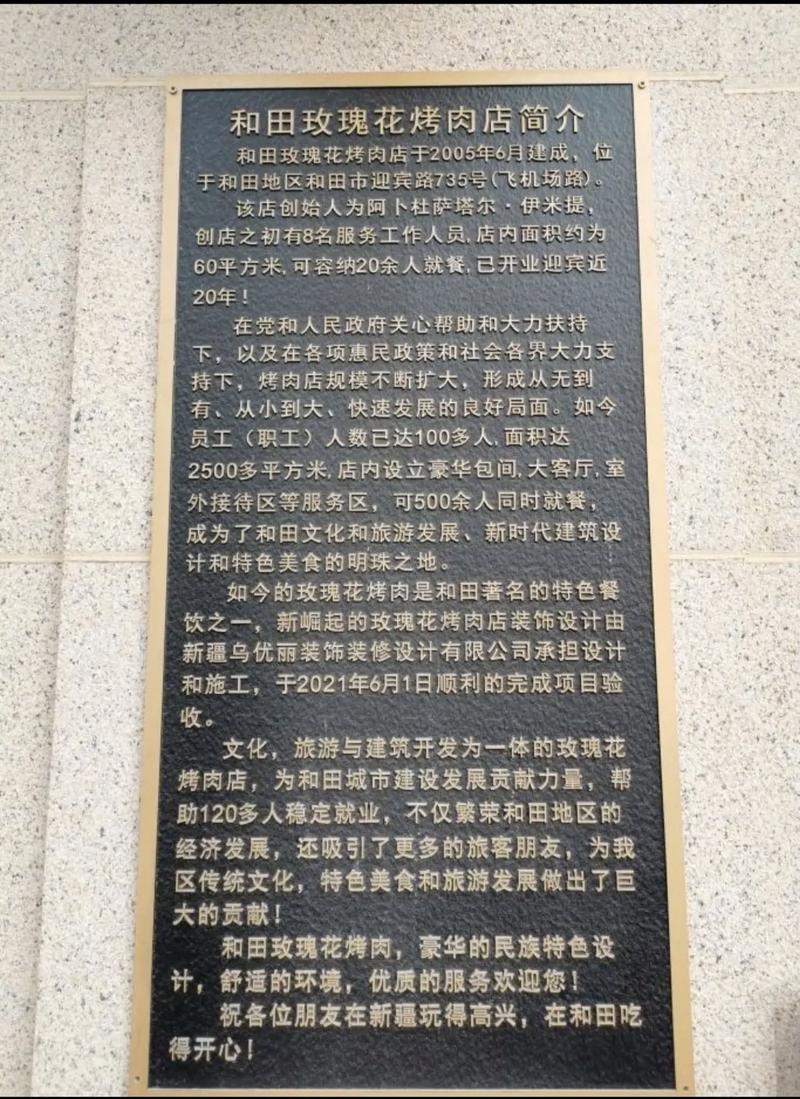 和田玫瑰花烤肉店简介
和田玫瑰花烤肉店于2005年6月建成，位
于和田地区和田市迎宾路735号(飞机场路)。
该店创始人为阿卜杜萨塔尔·伊米提，
创店之初有8名服务工作人员,店内面积约为
60平方米,可容纳20余人就餐,已开业迎宾近
20年！
在党和人民政府关心帮助和大力扶持
下，以及在各项惠民政策和社会各界大力支
持下，烤肉店规模不断扩大，形成从无到
有、从小到大、快速发展的良好局面。如今
员工（职工）人数已达100多人,面积达
2500多平方米,店内设立豪华包间,大客厅,室
外接待区等服务区，可500余人同时就餐，
成为了和田文化和旅游发展、新时代建筑设
计和特色美食的明珠之地。
如今的玫瑰花烤肉是和田著名的特色餐
饮之一，新崛起的玫瑰花烤肉店装饰设计由
新疆乌优丽装饰装修设计有限公司承担设计
和施工，于2021年6月1日顺利的完成项目验
收。
文化，旅游与建筑开发为一体的玫瑰花
烤肉店，为和田城市建设发展贡献力量，帮
助120多人稳定就业，不仅繁荣和田地区的
经济发展，还吸引了更多的旅客朋友，为我
区传统文化，特色美食和旅游发展做出了巨
大的贡献！
和田玫瑰花烤肉，豪华的民族特色设
计，舒适的环境，优质的服务欢迎您！
祝各位朋友在新疆玩得高兴，在和田吃
得开心！